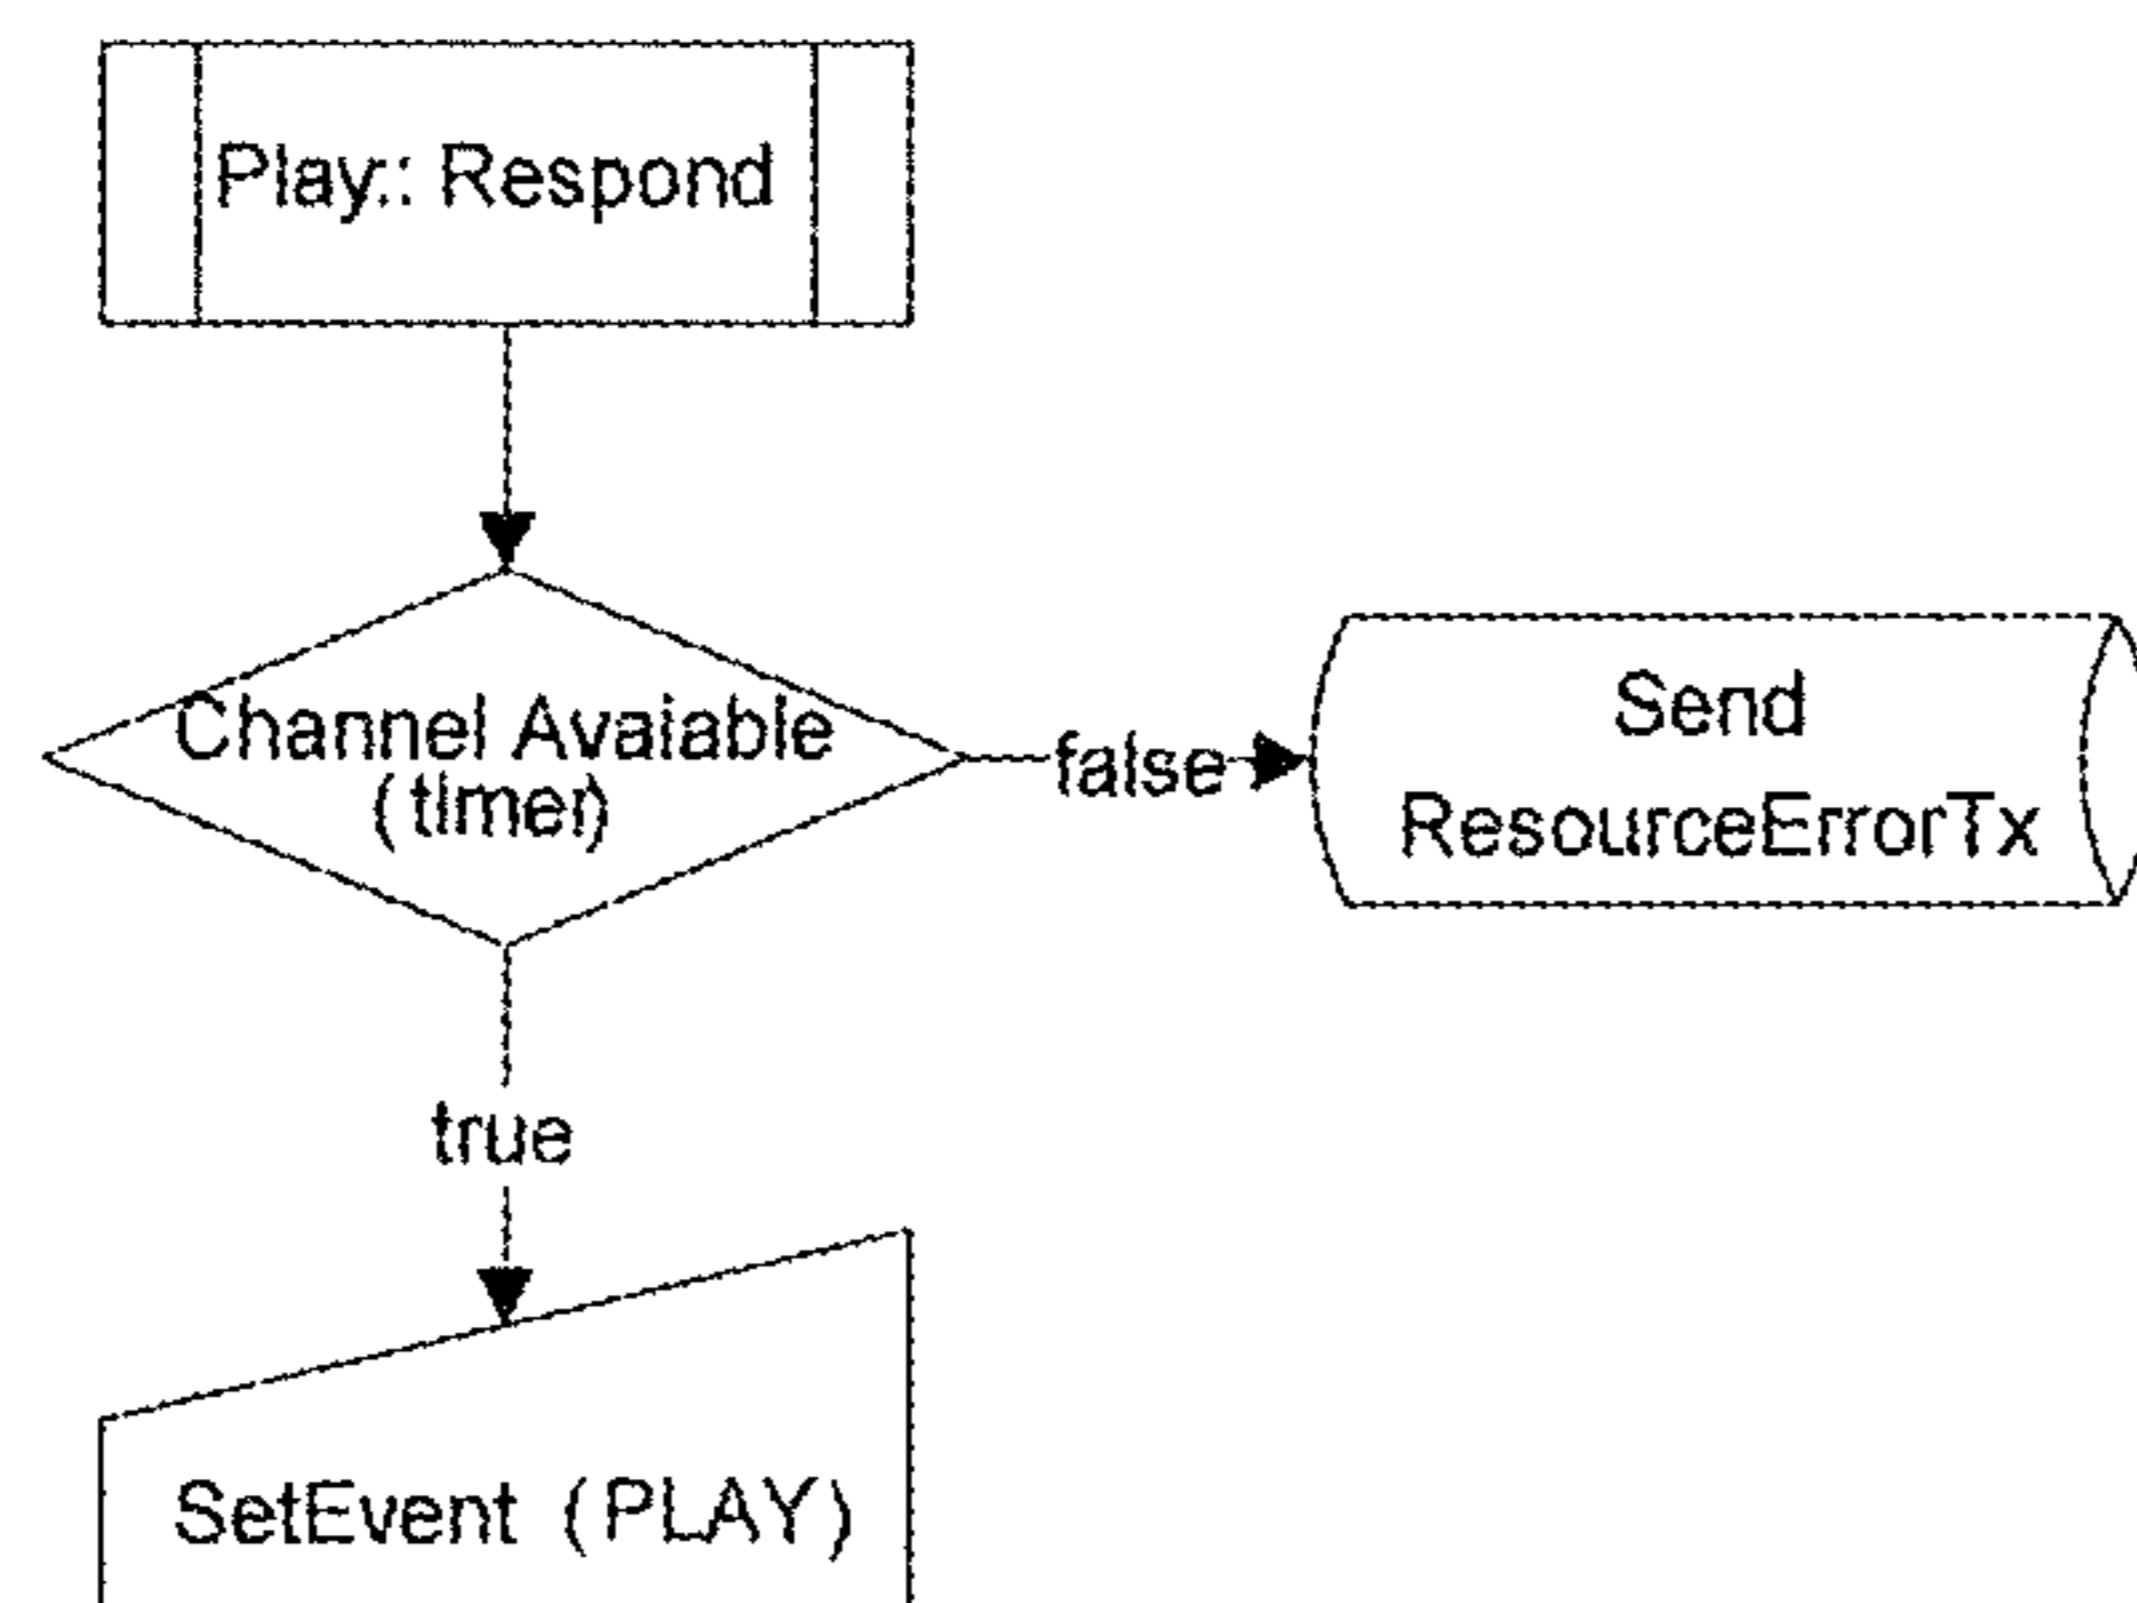 Play:: Respond
Channel Avaiable
(timer)
false
Send
ResourceErrorTx
true
SetEvent (PLAY)